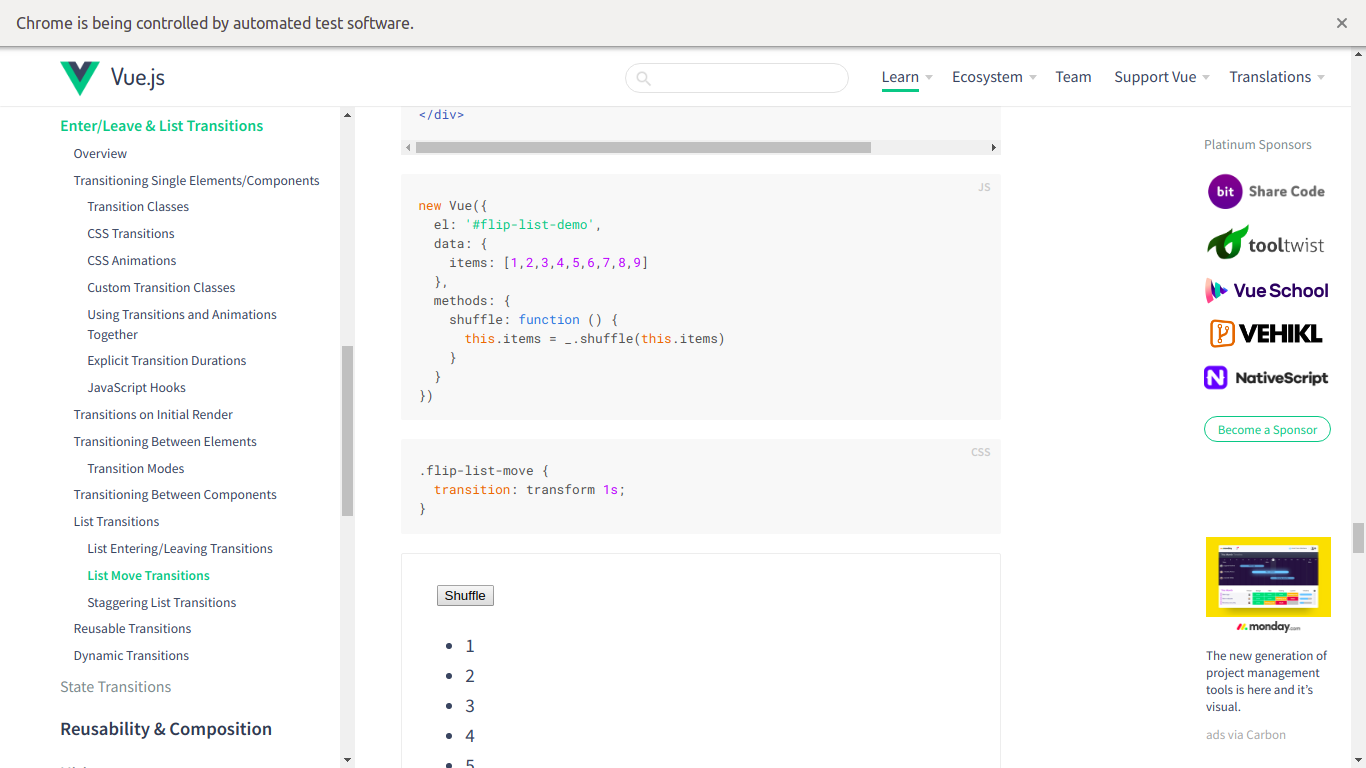 Chrome is being controlled by automated test software.
Vue.js
Learn
Ecosystem
Team
Support Vue
Translations
Enter/Leave & List Transitions
Overview
Transitioning Single Elements/Components
Transition Classes
CSS Transitions
CSS Animations
Custom Transition Classes
Using Transitions and Animations
Together
Explicit Transition Durations
JavaScript Hooks
Transitions on Initial Render
Transitioning Between Elements
Transition Modes
Transitioning Between Components
List Transitions
List Entering/Leaving Transitions
List Move Transitions
Staggering List Transitions
Reusable Transitions
Dynamic Transitions
State Transitions
Reusability & Composition
</div>
JS
new Vue({
el: '#flip-list-demo',
data: {
items: [1,2,3,4,5,6,7,8,9]
},
methods: {
shuffle: function () {
this.items = _.shuffle(this.items)
}
}
})
CSS
.flip-list-move {
transition: transform 1s;
}
Shuffle
1
2
3
4
5
Platinum Sponsors
bit Share Code
tooltwist
Vue School
VEHIKL
NativeScript
Become a Sponsor
monday.com
The new generation of
project management
tools is here and it's
visual.
ads via Carbon